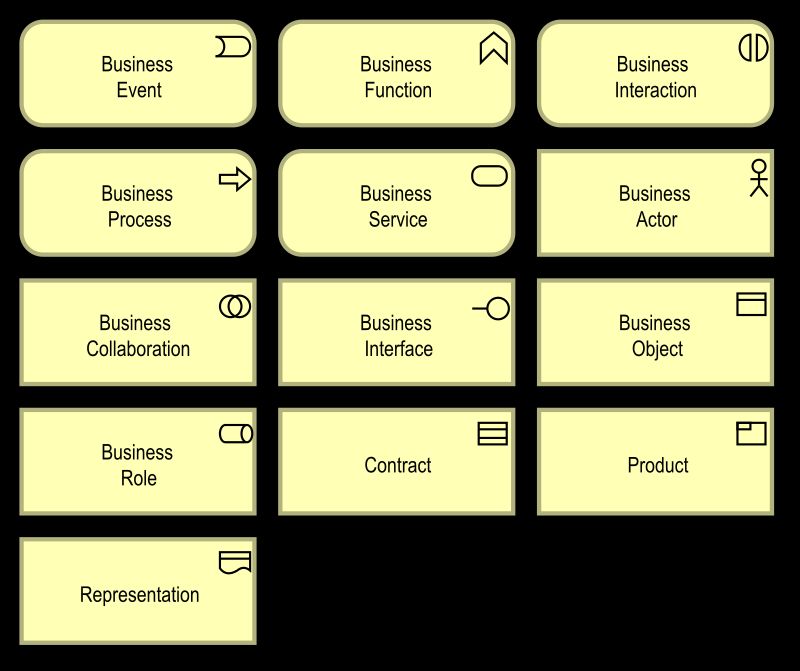 Business
Event
Business
Function
Business
Interaction
Business
Process
Business
Service
Business
Actor
Business
Collaboration
Business
Interface
Business
Object
Business
Role
Contract
Product
Representation